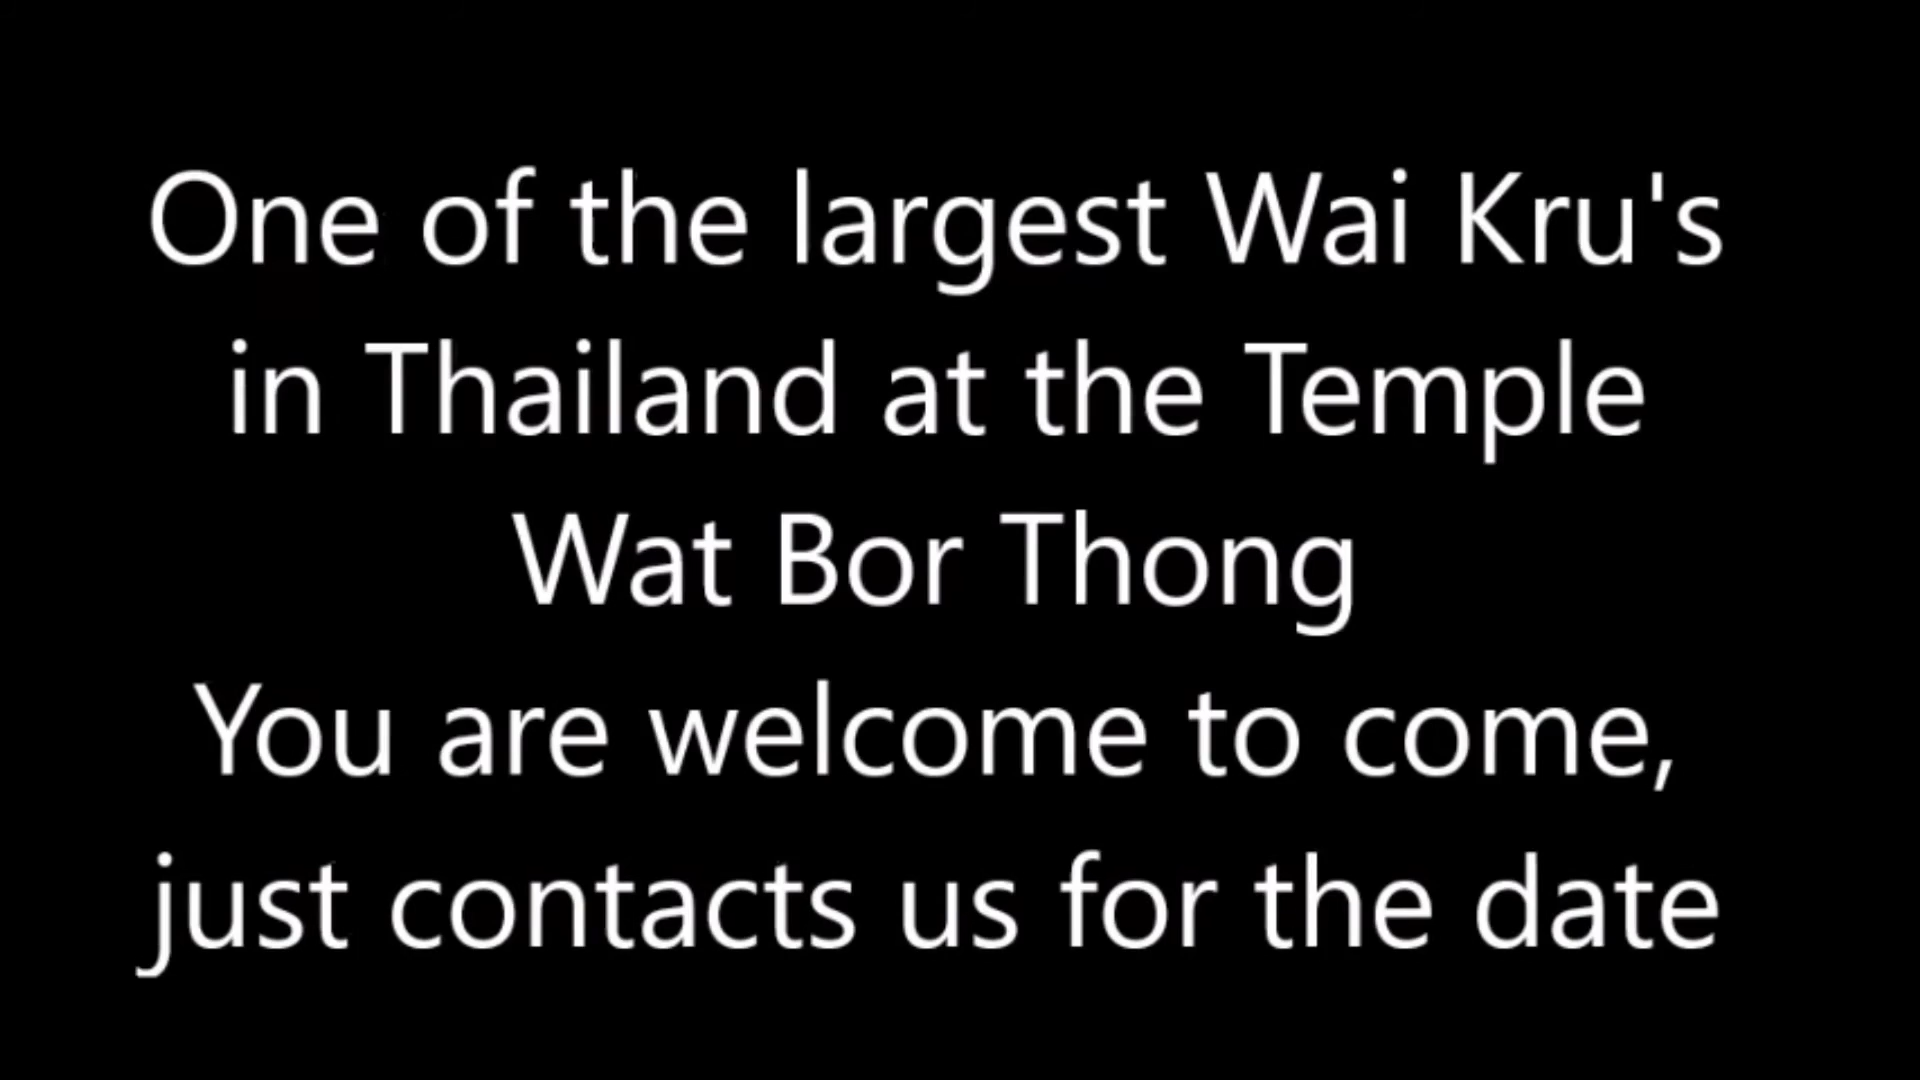 One of the largest Wai Kru's
in Thailand at the Temple
Wat Bor Thong
You are welcome to come,
just contacts us for the date